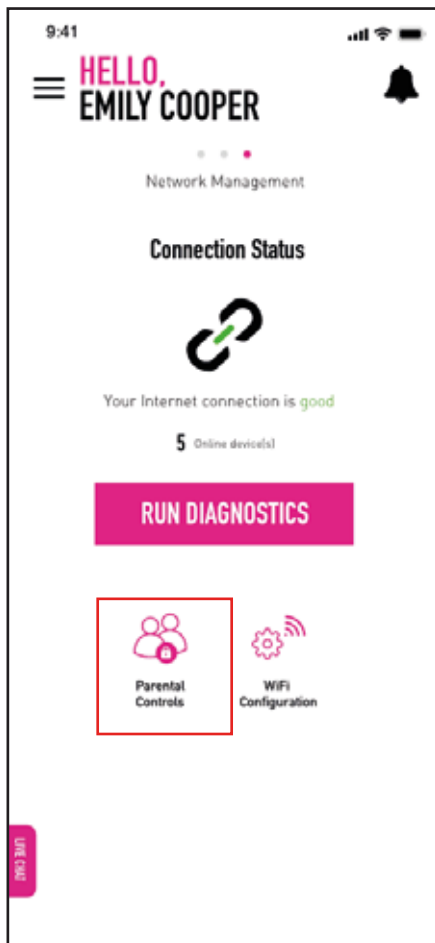 9:41
HELLO,
EMILY COOPER
Network Management
Connection Status
Your Internet connection is good
5 Online device(s)
RUN DIAGNOSTICS
Parental
Controls
WiFi
Configuration
LIVE CHAT